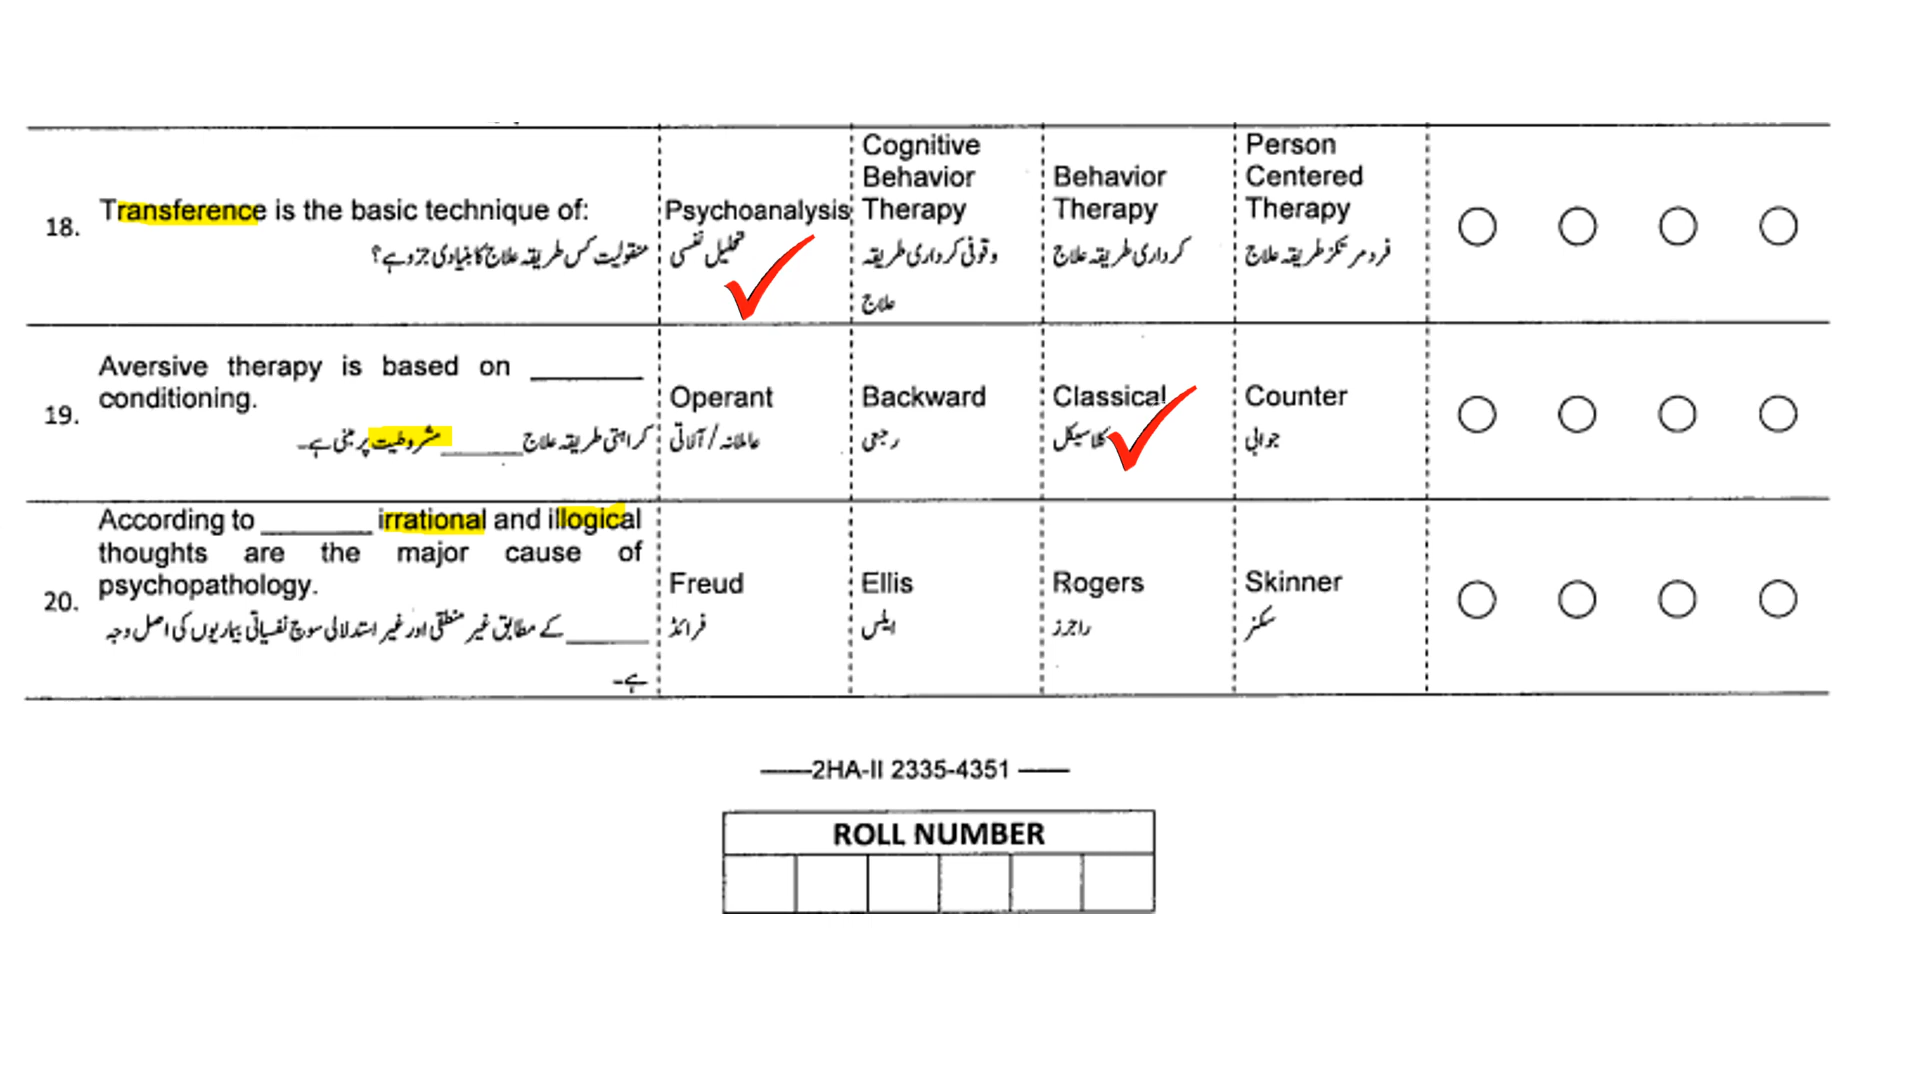 18. Transference is the basic technique of:
منقولیت کس طریقہ علاج کا بنیادی جزو ہے؟
Psychoanalysis
تحلیل نفسی
Cognitive
Behavior
Therapy
وقوفی کرداری طریقہ
علاج
Behavior
Therapy
کرداری طریقہ علاج
Person
Centered
Therapy
فرد مرتکز طریقہ علاج
19. Aversive therapy is based on ________
conditioning.
کراہتی طریقہ علاج ________ مشروطیت پر مبنی ہے۔
Operant
عاملانہ / آلاتی
Backward
رجعی
Classical
کلاسیکل
Counter
جوابی
20. According to ________ irrational and illogical
thoughts are the major cause of
psychopathology.
________ کے مطابق غیر منطقی اور غیر استدلالی سوچ نفسیاتی بیماریوں کی اصل وجہ
ہے۔
Freud
فرائڈ
Ellis
ایلس
Rogers
راجرز
Skinner
سکنر
——2HA-II 2335-4351 ——
ROLL NUMBER